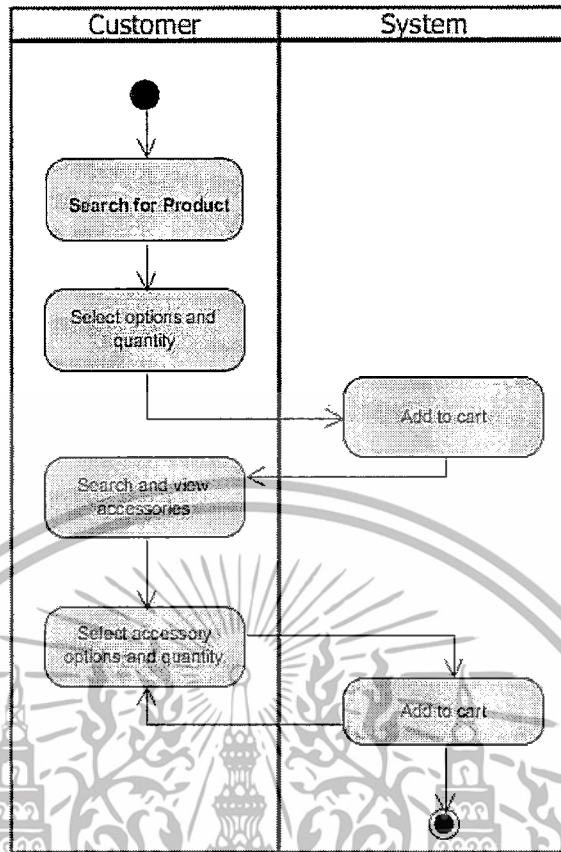 Customer
System
Search for Product
Select options and
quantity
Add to cart
Search and view
accessories
Select accessory
options and quantity
Add to cart